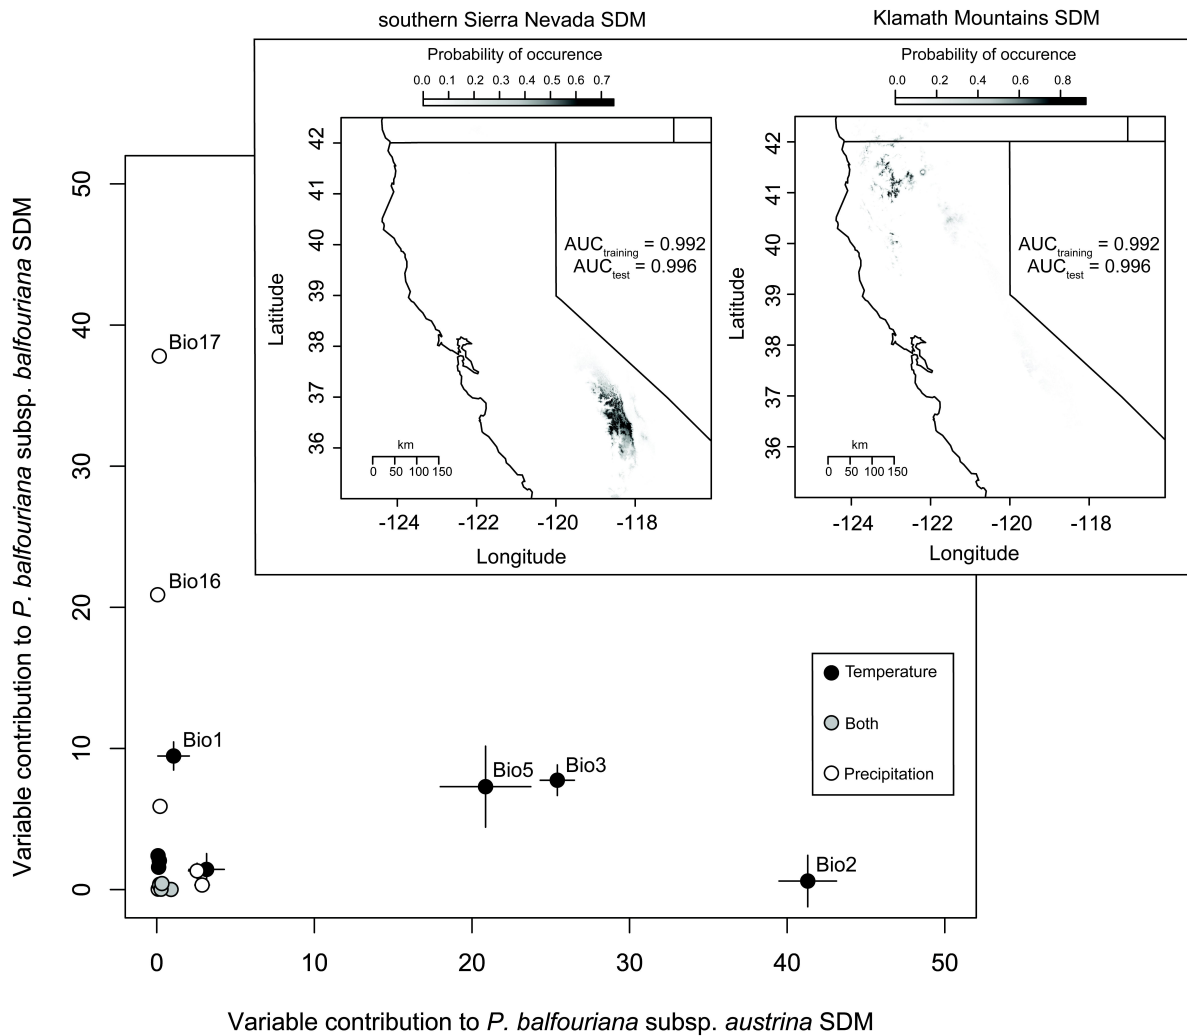 southern Sierra Nevada SDM
Klamath Mountains SDM
Probability of occurence
0.0 0.1 0.2 0.3 0.4 0.5 0.6 0.7
Probability of occurence
0.0 0.2 0.4 0.6 0.8
42
41
40
39
38
37
36
Latitude
AUCtraining = 0.992
AUCtest = 0.996
km
0 50 100 150
-124 -122 -120 -118
Longitude
42
41
40
39
38
37
36
Latitude
AUCtraining = 0.992
AUCtest = 0.996
km
0 50 100 150
-124 -122 -120 -118
Longitude
Variable contribution to P. balfouriana subsp. balfouriana SDM
50
40
30
20
10
0
Bio17
Bio16
Bio1
Bio5
Bio3
Bio2
Temperature
Both
Precipitation
0 10 20 30 40 50
Variable contribution to P. balfouriana subsp. austrina SDM